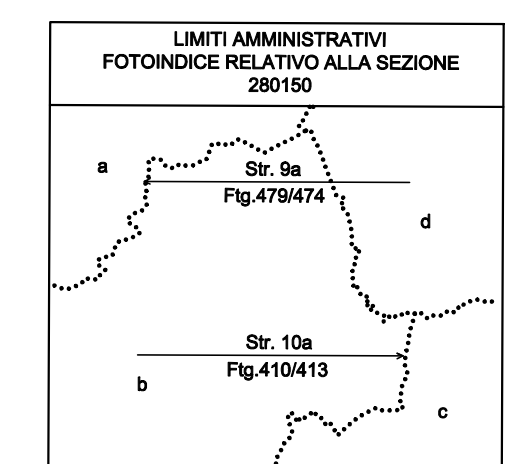 LIMITI AMMINISTRATIVI
FOTOINDICE RELATIVO ALLA SEZIONE
280150
a
Str. 9a
Ftg.479/474
d
Str. 10a
Ftg.410/413
b
c